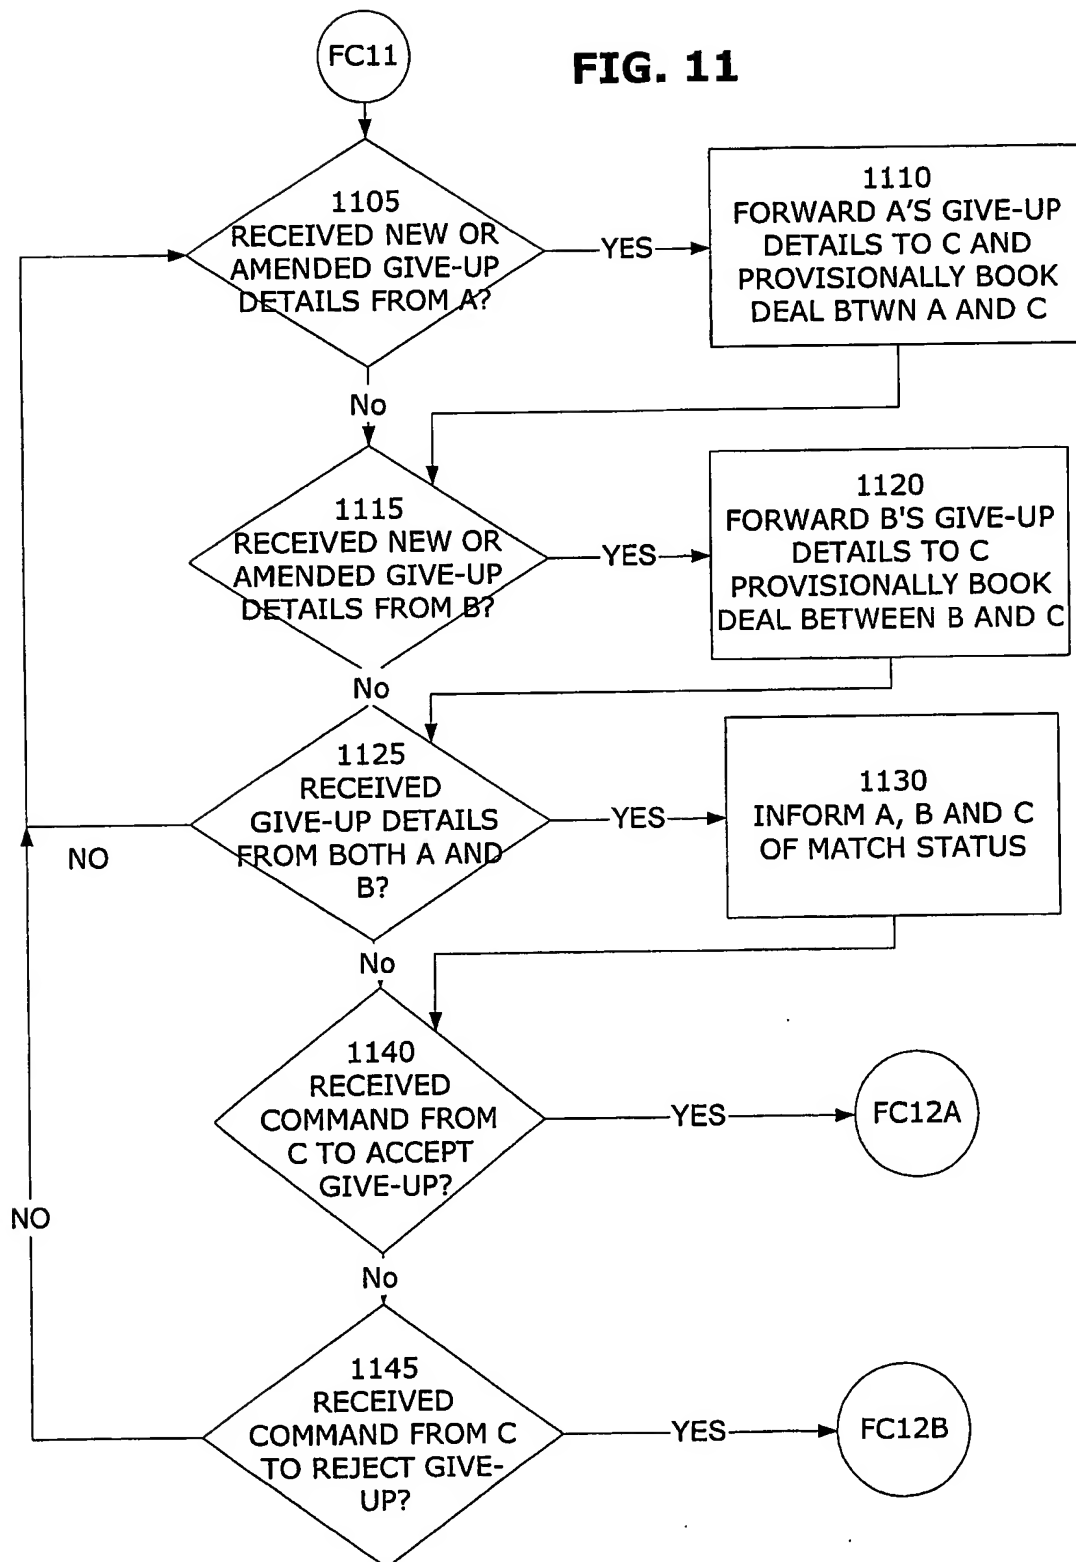 FC11
FIG. 11
1105
RECEIVED NEW OR
AMENDED GIVE-UP
DETAILS FROM A?
YES
1110
FORWARD A'S GIVE-UP
DETAILS TO C AND
PROVISIONALLY BOOK
DEAL BTWN A AND C
No
1115
RECEIVED NEW OR
AMENDED GIVE-UP
DETAILS FROM B?
YES
1120
FORWARD B'S GIVE-UP
DETAILS TO C
PROVISIONALLY BOOK
DEAL BETWEEN B AND C
No
1125
RECEIVED
GIVE-UP DETAILS
FROM BOTH A AND
B?
YES
1130
INFORM A, B AND C
OF MATCH STATUS
NO
No
1140
RECEIVED
COMMAND FROM
C TO ACCEPT
GIVE-UP?
YES
FC12A
NO
No
1145
RECEIVED
COMMAND FROM C
TO REJECT GIVE-
UP?
YES
FC12B